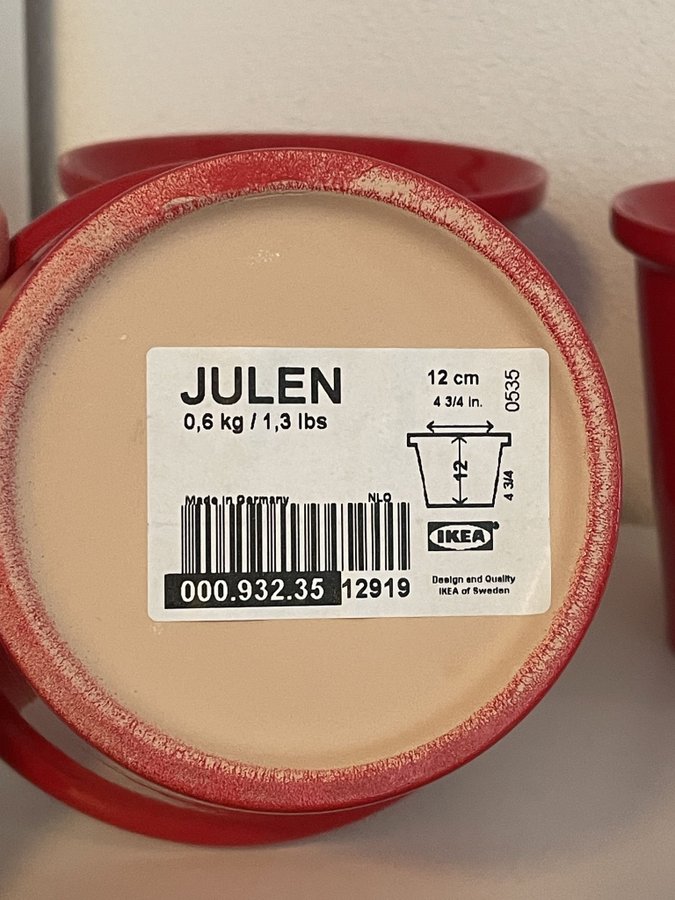 JULEN
0,6 kg / 1,3 lbs
12 cm
4 3/4 in.
0535
12
4 3/4
Made in Germany
NLO
000.932.35
12919
IKEA®
Design and Quality
IKEA of Sweden